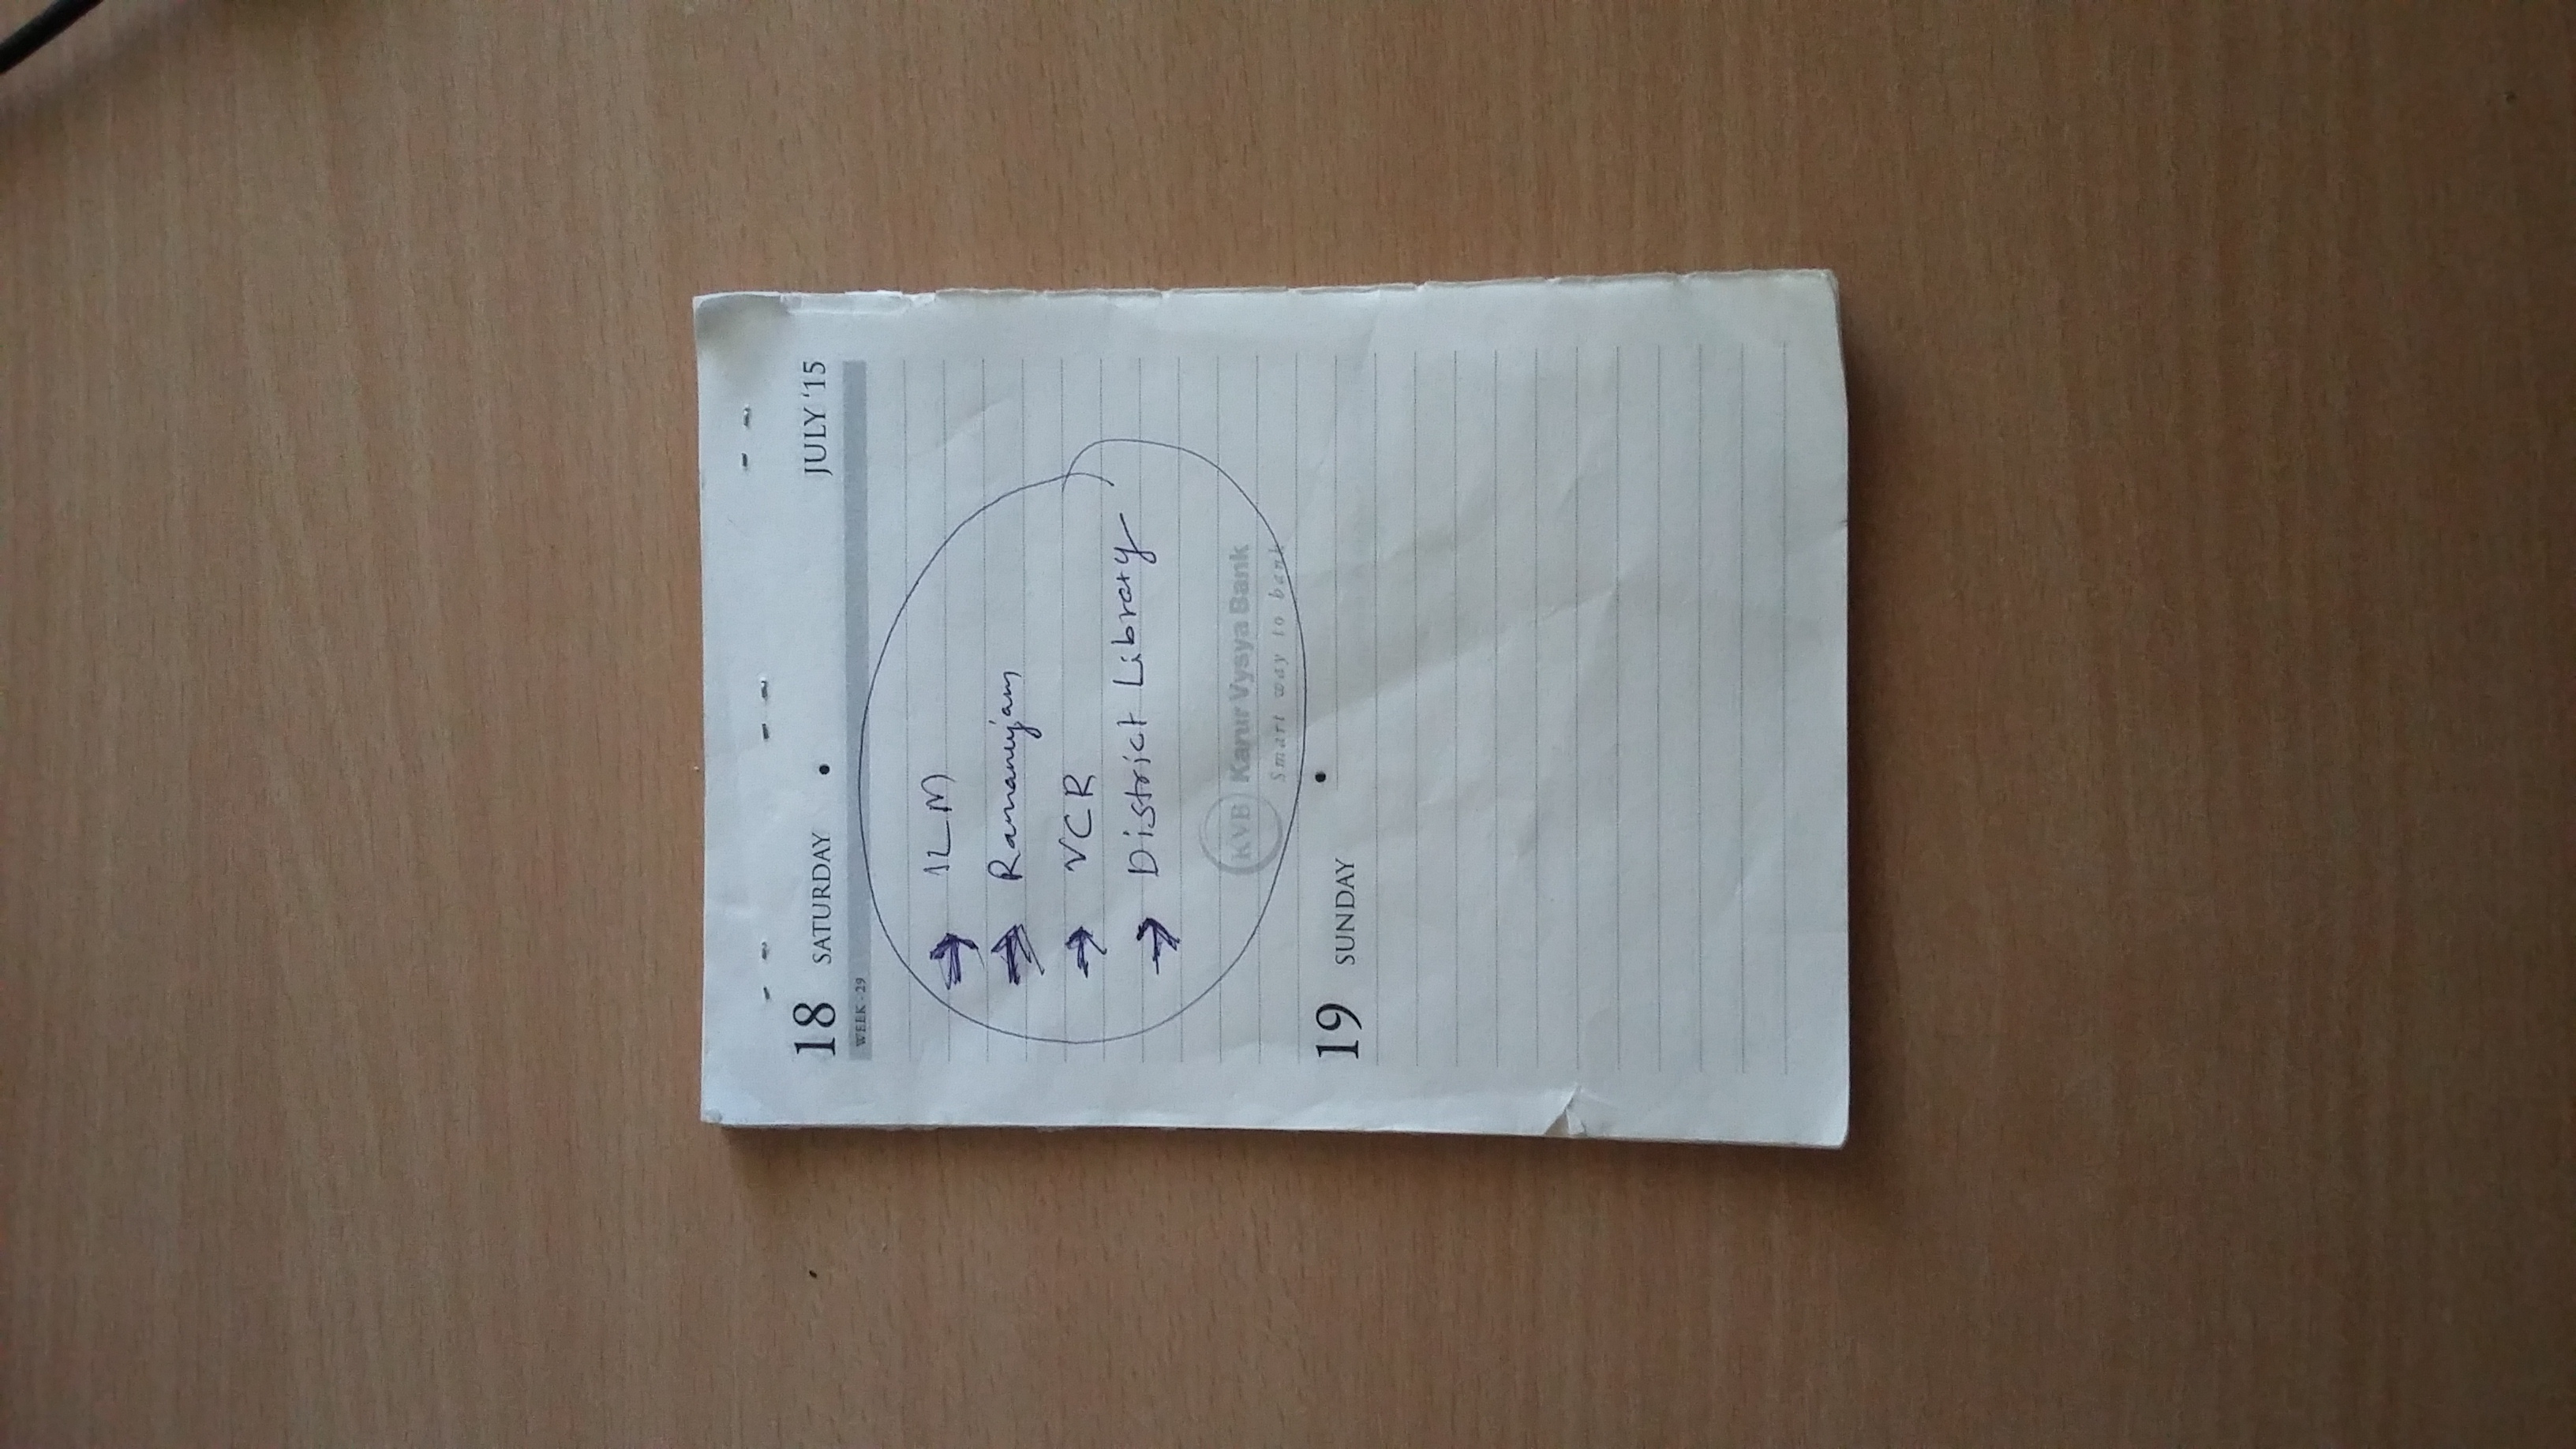 18 SATURDAY JULY '15
WEEK - 29
→ ILM
→ Ramanujam
→ VCR
→ District Library
KVB Karur Vysya Bank
Smart way to bank
19 SUNDAY